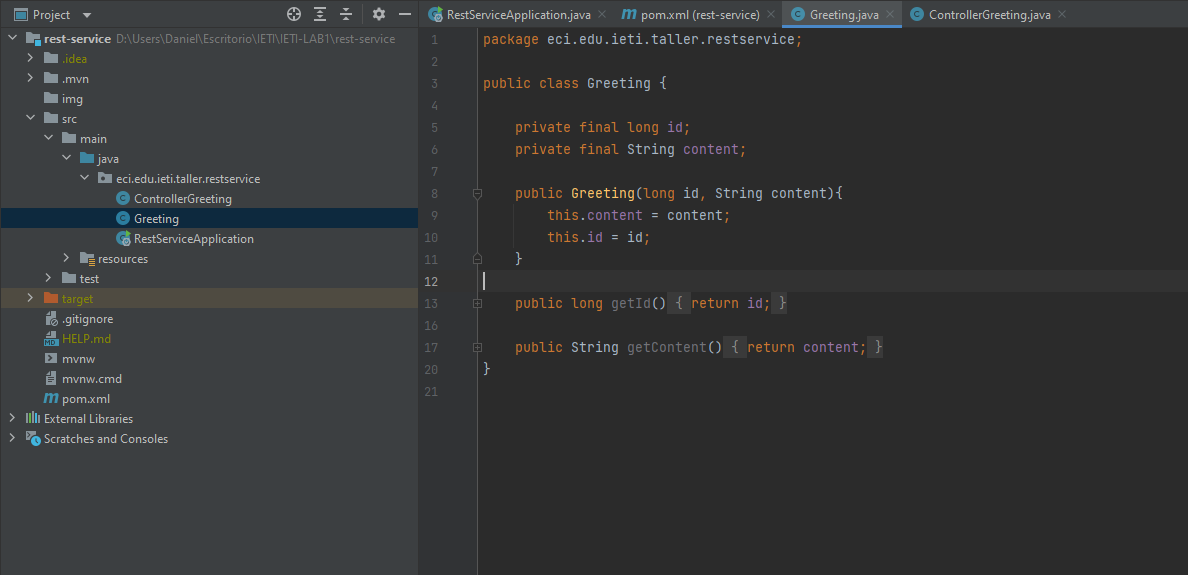 Project
RestServiceApplication.java
pom.xml (rest-service)
Greeting.java
ControllerGreeting.java
rest-service D:\Users\Daniel\Escritorio\IETI\IETI-LAB1\rest-service
.idea
.mvn
img
src
main
java
eci.edu.ieti.taller.restservice
ControllerGreeting
Greeting
RestServiceApplication
resources
test
target
.gitignore
HELP.md
mvnw
mvnw.cmd
pom.xml
External Libraries
Scratches and Consoles
1 package eci.edu.ieti.taller.restservice;
2
3 public class Greeting {
4
5 private final long id;
6 private final String content;
7
8 public Greeting(long id, String content){
9 this.content = content;
10 this.id = id;
11 }
12
13 public long getId() { return id; }
16
17 public String getContent() { return content; }
20 }
21